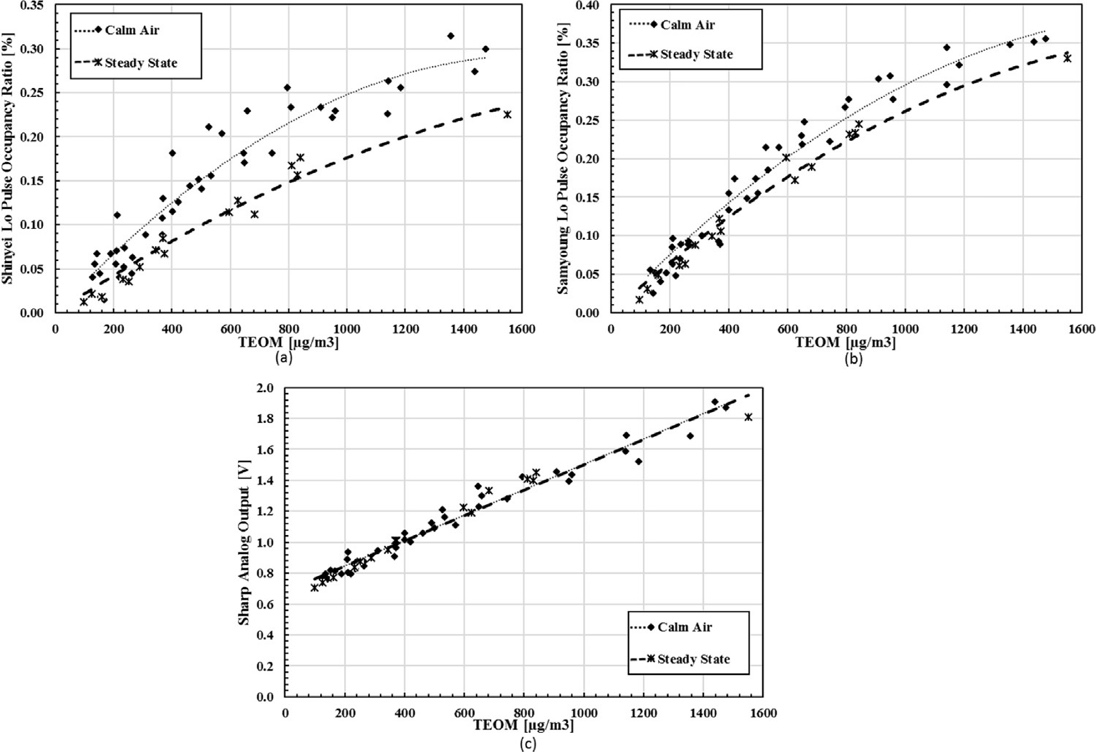 Shinyei Lo Pulse Occupancy Ratio [%]
0.35
0.30
0.25
0.20
0.15
0.10
0.05
0.00
Calm Air
Steady State
0 200 400 600 800 1000 1200 1400 1600
TEOM [µg/m3]
(a)
Samyoung Lo Pulse Occupancy Ratio [%]
0.40
0.35
0.30
0.25
0.20
0.15
0.10
0.05
0.00
Calm Air
Steady State
0 200 400 600 800 1000 1200 1400 1600
TEOM [µg/m3]
(b)
Sharp Analog Output [V]
2.0
1.8
1.6
1.4
1.2
1.0
0.8
0.6
0.4
0.2
0.0
Calm Air
Steady State
0 200 400 600 800 1000 1200 1400 1600
TEOM [µg/m3]
(c)